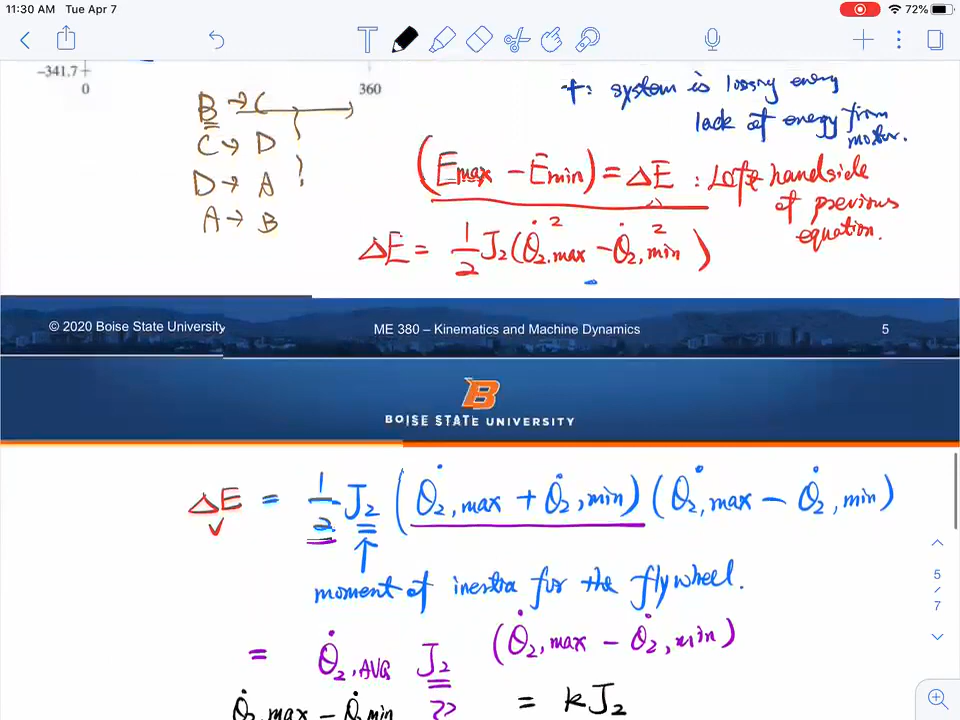 11:30 AM Tue Apr 7
72%
-341.7
0
360
B → C
C → D
D → A
A → B
+: system is lossing energy
lack of energy from motor.
(Emax - Emin) = ΔE : Left handside
of previous
equation.
ΔE = 1/2 J₂(θ̇₂,max² - θ̇₂,min²)
© 2020 Boise State University
ME 380 – Kinematics and Machine Dynamics
5
B
BOISE STATE UNIVERSITY
ΔE = 1/2 J₂ (θ̇₂,max + θ̇₂,min) (θ̇₂,max - θ̇₂,min)
moment of inertia for the flywheel.
= θ̇₂,AVG J₂ (θ̇₂,max - θ̇₂,min)
θ̇₂,max - θ̇₂,min
= kJ₂
5
/
7